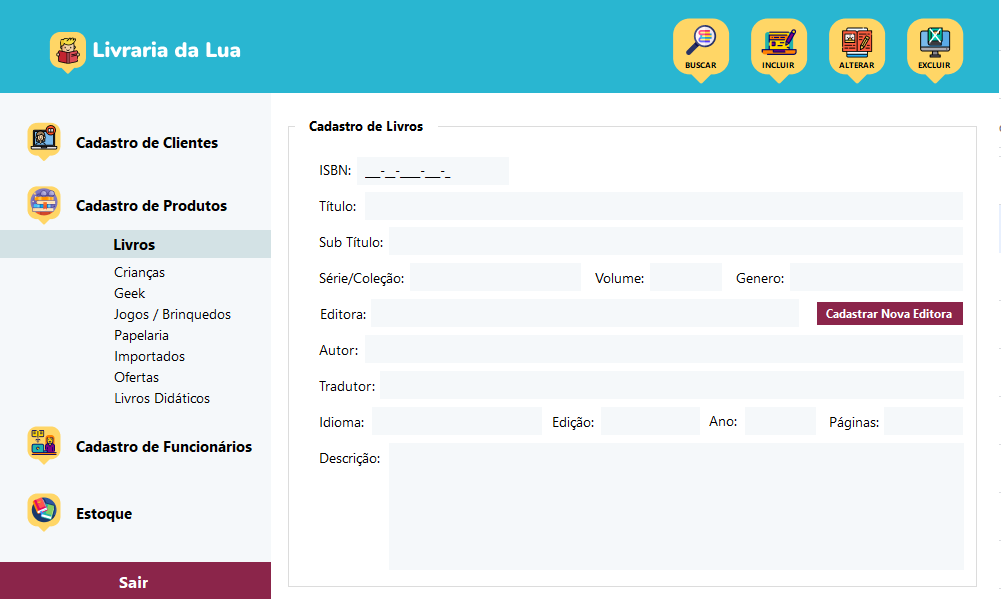 Livraria da Lua
BUSCAR
INCLUIR
ALTERAR
EXCLUIR
Cadastro de Clientes
Cadastro de Produtos
Livros
Crianças
Geek
Jogos / Brinquedos
Papelaria
Importados
Ofertas
Livros Didáticos
Cadastro de Funcionários
Estoque
Sair
Cadastro de Livros
ISBN: ___-__-___-__-_
Título:
Sub Título:
Série/Coleção: Volume: Genero:
Editora: Cadastrar Nova Editora
Autor:
Tradutor:
Idioma: Edição: Ano: Páginas:
Descrição: